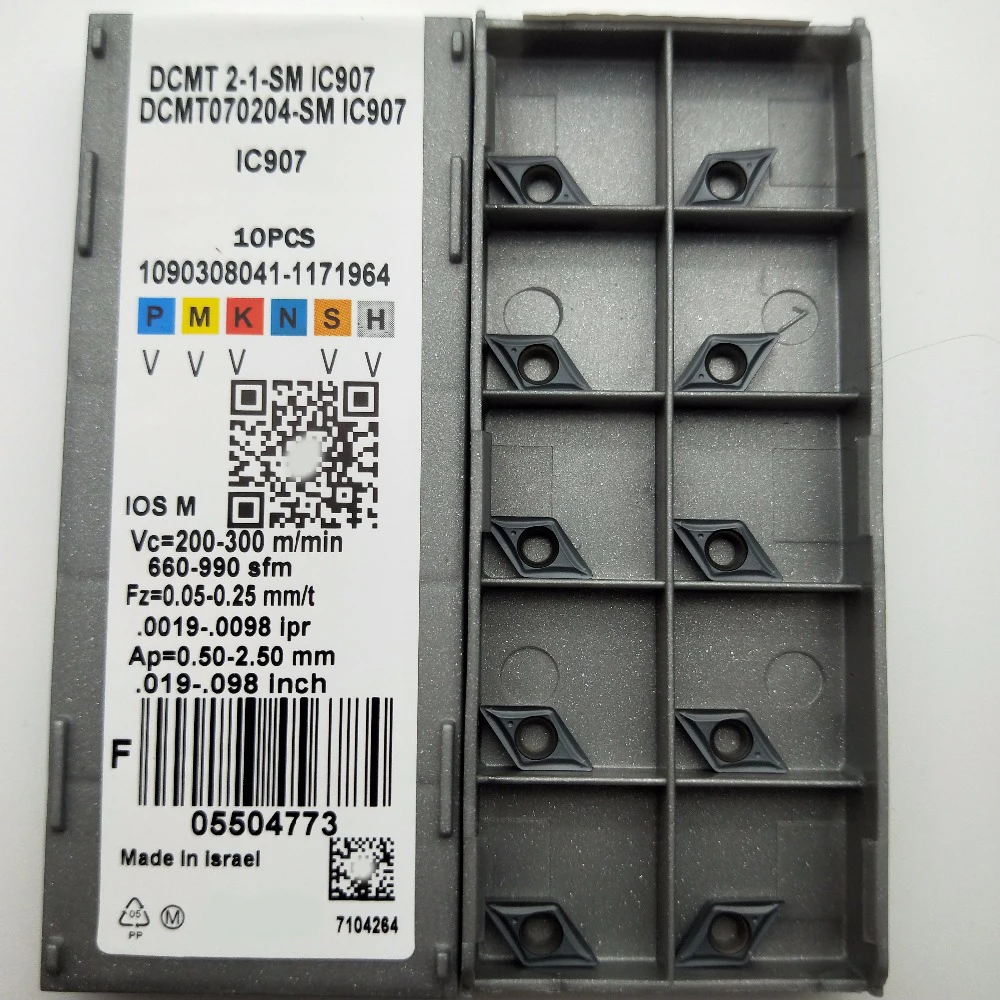 DCMT 2-1-SM IC907
DCMT070204-SM IC907
IC907
10PCS
1090308041-1171964
P M K N S H
V V V V V
IOS M
Vc=200-300 m/min
660-990 sfm
Fz=0.05-0.25 mm/t
.0019-.0098 ipr
Ap=0.50-2.50 mm
.019-.098 inch
F
05504773
Made In Israel
05
PP
M
7104264